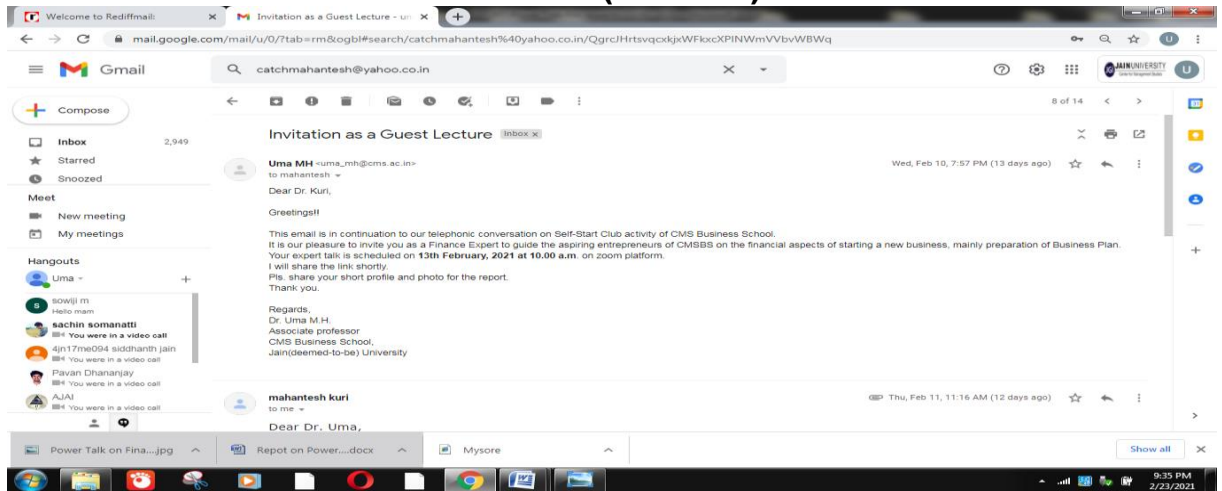 Welcome to Rediffmail:
Invitation as a Guest Lecture - un
mail.google.com/mail/u/0/?tab=rm&ogbl#search/catchmahantesh%40yahoo.co.in/
Gmail
catchmahantesh@yahoo.co.in
JAIN UNIVERSITY
U
Compose
8 of 14
Inbox 2,949
Starred
Snoozed
Meet
New meeting
My meetings
Hangouts
Uma
sowiji m
Hello mam
sachin somanatti
You were in a video call
4jn17me094 siddhanth jain
You were in a video call
Pavan Dhananjay
You were in a video call
AJAI
You were in a video call
Invitation as a Guest Lecture Inbox x
Uma MH <uma_mh@cms.ac.in> Wed, Feb 10, 7:57 PM (13 days ago)
to mahantesh
Dear Dr. Kuri,
Greetings!!
This email is in continuation to our telephonic conversation on Self-Start Club activity of CMS Business School.
It is our pleasure to invite you as a Finance Expert to guide the aspiring entrepreneurs of CMSBS on the financial aspects of starting a new business, mainly preparation of Business Plan.
Your expert talk is scheduled on 13th February, 2021 at 10.00 a.m. on zoom platform.
I will share the link shortly.
Pls. share your short profile and photo for the report.
Thank you.
Regards,
Dr. Uma M.H.
Associate professor
CMS Business School,
Jain(deemed-to-be) University
mahantesh kuri Thu, Feb 11, 11:16 AM (12 days ago)
to me
Dear Dr. Uma,
Power Talk on Fina....jpg
Repot on Power....docx
Mysore
Show all
9:35 PM
2/23/2021